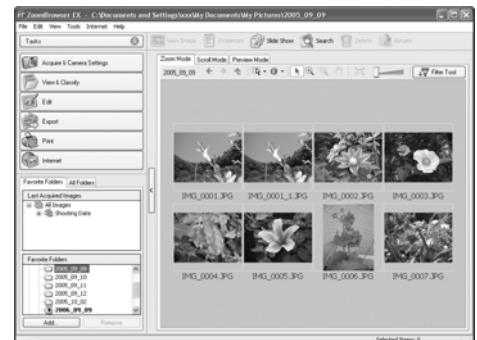 ZoomBrowser EX - C:\Documents and Settings\xxx\My Documents\My Pictures\2005_09_09
File Edit View Tools Internet Help
Tasks
View Image Properties Slide Show Search Delete Rotate
Acquire & Camera Settings
View & Classify
Edit
Export
Print
Internet
Zoom Mode Scroll Mode Preview Mode
2005_09_09
Filter Tool
IMG_0001.JPG IMG_0001_1.JPG IMG_0002.JPG IMG_0003.JPG
IMG_0004.JPG IMG_0005.JPG IMG_0006.JPG IMG_0007.JPG
Favorite Folders All Folders
Last Acquired Images
All Images
Shooting Date
Favorite Folders
2005_09_09
2005_09_10
2005_09_11
2005_09_12
2005_10_02
2006_09_09
Add... Remove
Selected Items: 0